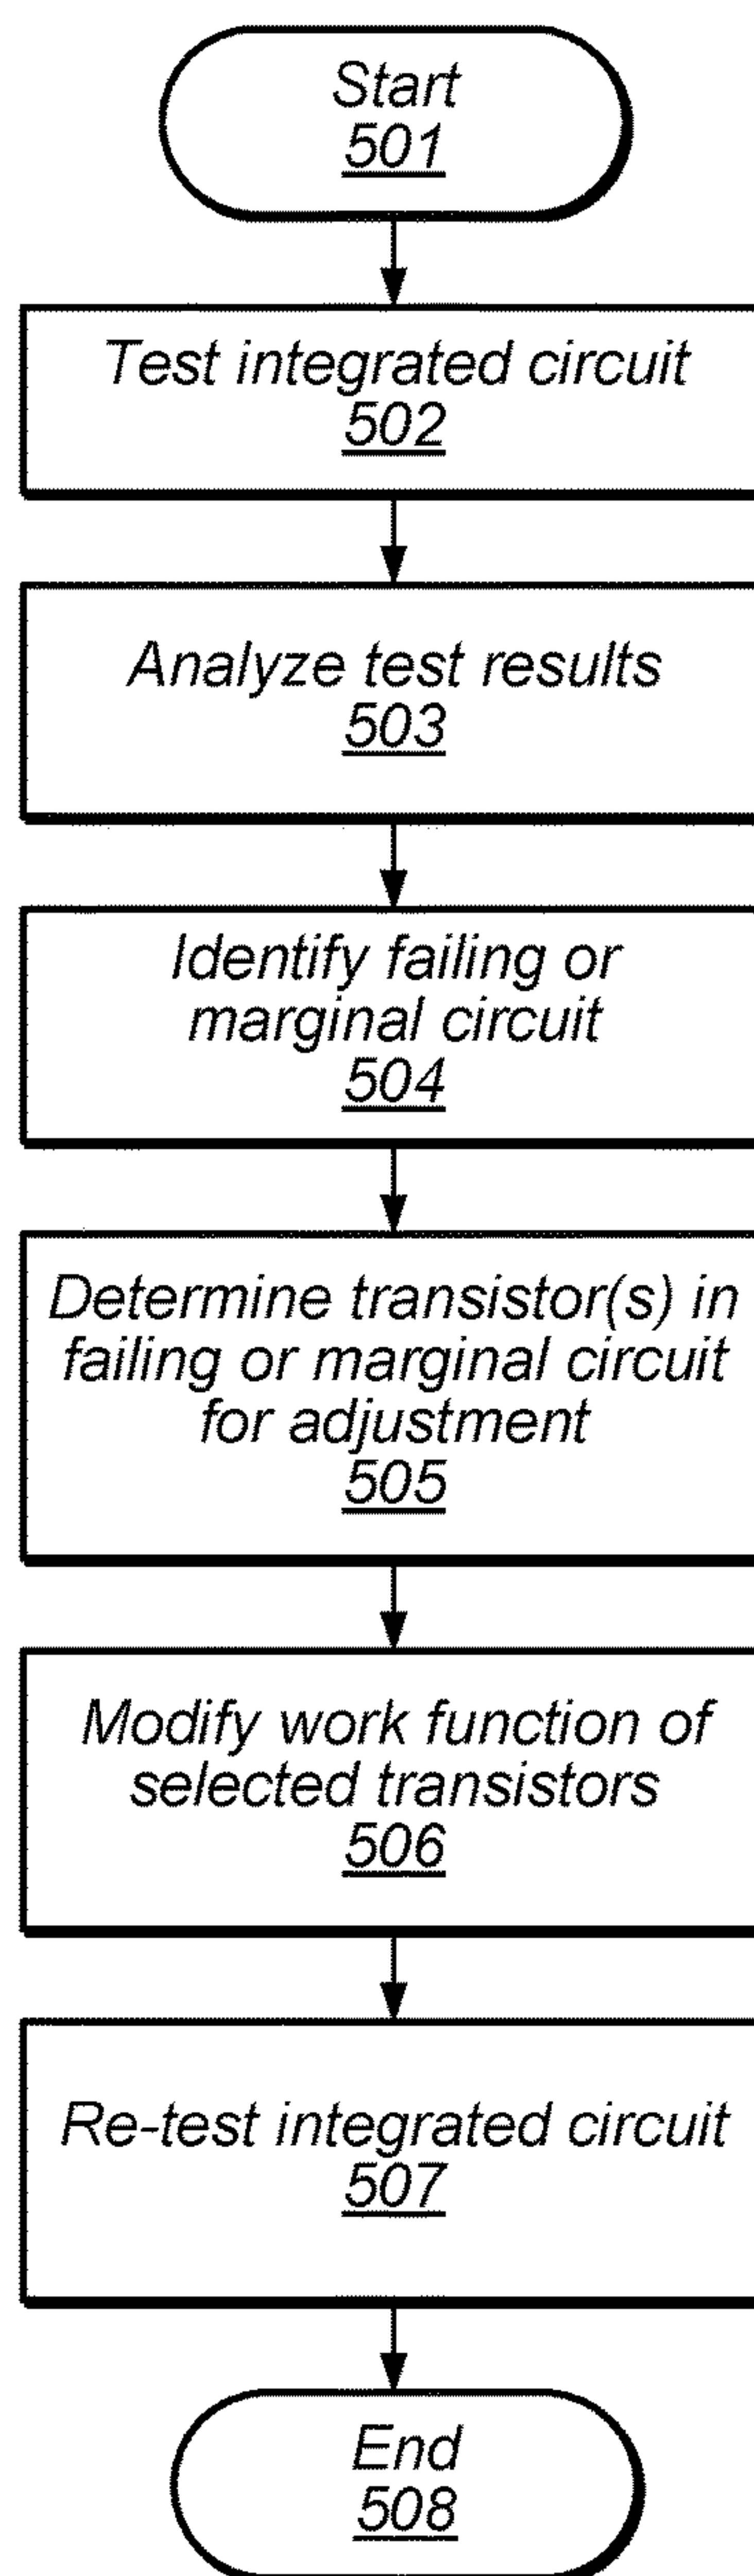 Start
501
Test integrated circuit
502
Analyze test results
503
Identify failing or
marginal circuit
504
Determine transistor(s) in
failing or marginal circuit
for adjustment
505
Modify work function of
selected transistors
506
Re-test integrated circuit
507
End
508